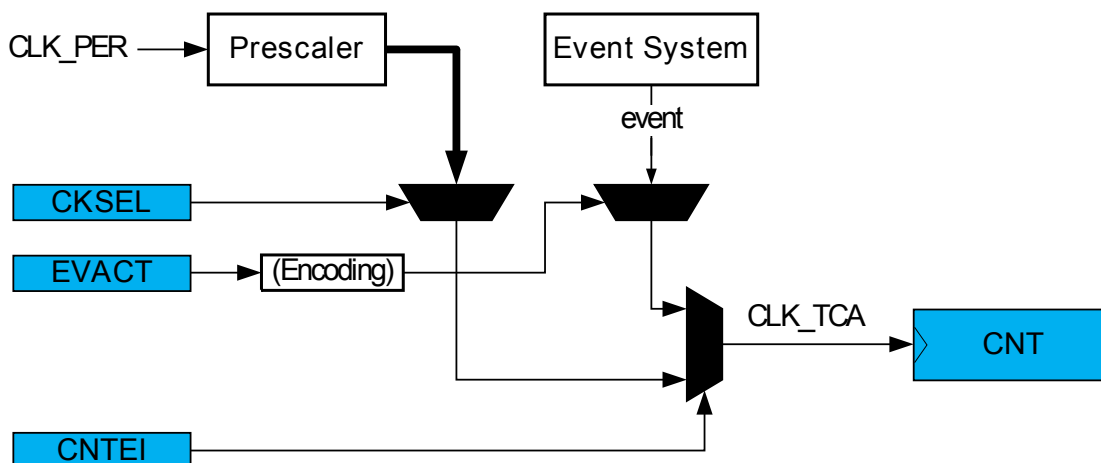 CLK_PER
Prescaler
Event System
event
CKSEL
EVACT
(Encoding)
CLK_TCA
CNT
CNTEI